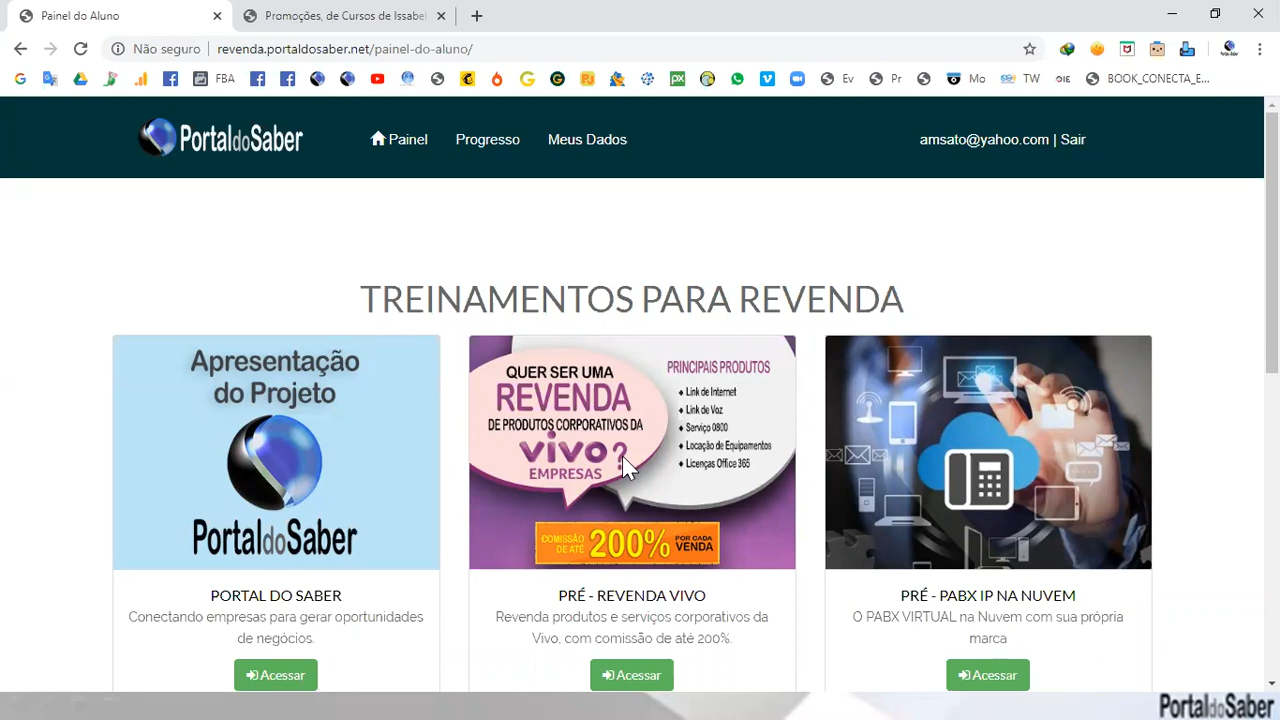 Painel do Aluno
Promoções, de Cursos de Issabel
Não seguro | revenda.portaldosaber.net/painel-do-aluno/
FBA
Ev
Pr
Mo
TW
BOOK_CONECTA_E...
PortaldoSaber
Painel
Progresso
Meus Dados
amsato@yahoo.com | Sair
TREINAMENTOS PARA REVENDA
Apresentação
do Projeto
PortaldoSaber
QUER SER UMA
REVENDA
DE PRODUTOS CORPORATIVOS DA
vivo?
EMPRESAS
PRINCIPAIS PRODUTOS
Link de Internet
Link de Voz
Serviço 0800
Locação de Equipamentos
Licenças Office 365
COMISSÃO
DE ATÉ
200%
POR CADA
VENDA
PORTAL DO SABER
Conectando empresas para gerar oportunidades
de negócios.
Acessar
PRÉ - REVENDA VIVO
Revenda produtos e serviços corporativos da
Vivo, com comissão de até 200%.
Acessar
PRÉ - PABX IP NA NUVEM
O PABX VIRTUAL na Nuvem com sua própria
marca
Acessar
PortaldoSaber